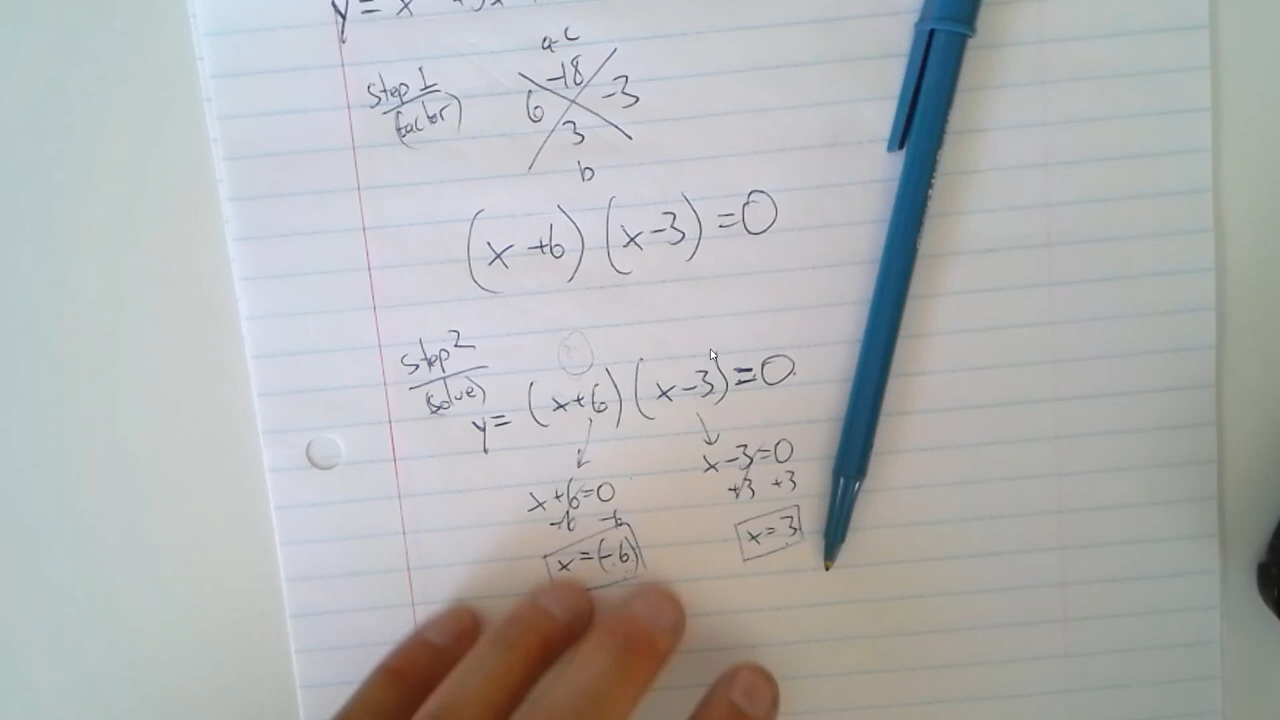 y = x + 3x
a·c
step 1
-18
6 -3
(factor)
3
b
(x+6)(x-3)=0
step 2
(solve)
y= (x+6)(x-3)=0
x-3=0
+3 +3
x+6=0
-6 -6
x=3
x=(-6)